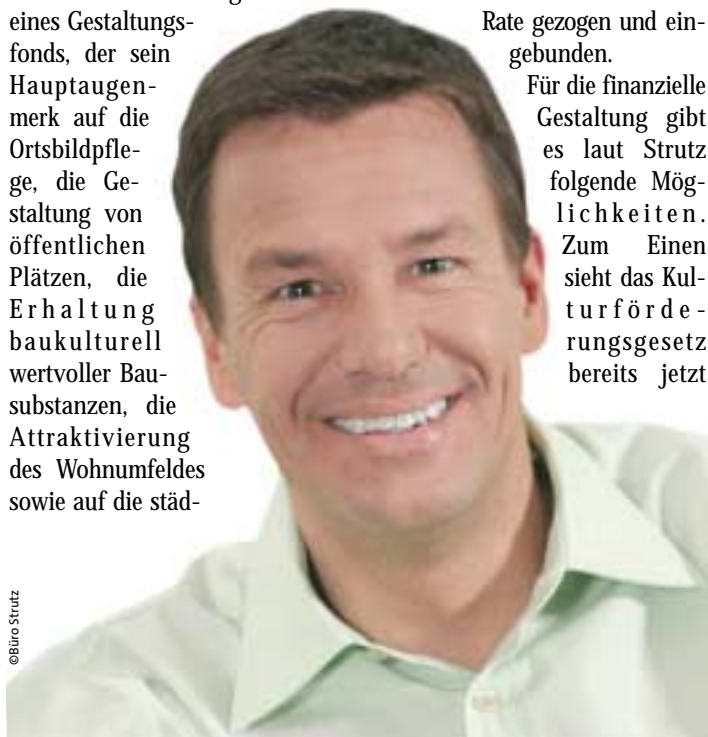 eines Gestaltungs-
fonds, der sein
Hauptaugen-
merk auf die
Ortsbildpfle-
ge, die Ge-
staltung von
öffentlichen
Plätzen, die
Erhaltung
baukulturell
wertvoller Bau-
substanzen, die
Attraktivierung
des Wohnumfeldes
sowie auf die städ-
Rate gezogen und ein-
gebunden.
Für die finanzielle
Gestaltung gibt
es laut Strutz
folgende Mög-
lichkeiten.
Zum Einen
sieht das Kul-
turförde-
rungsgesetz
bereits jetzt
©Büro Strutz